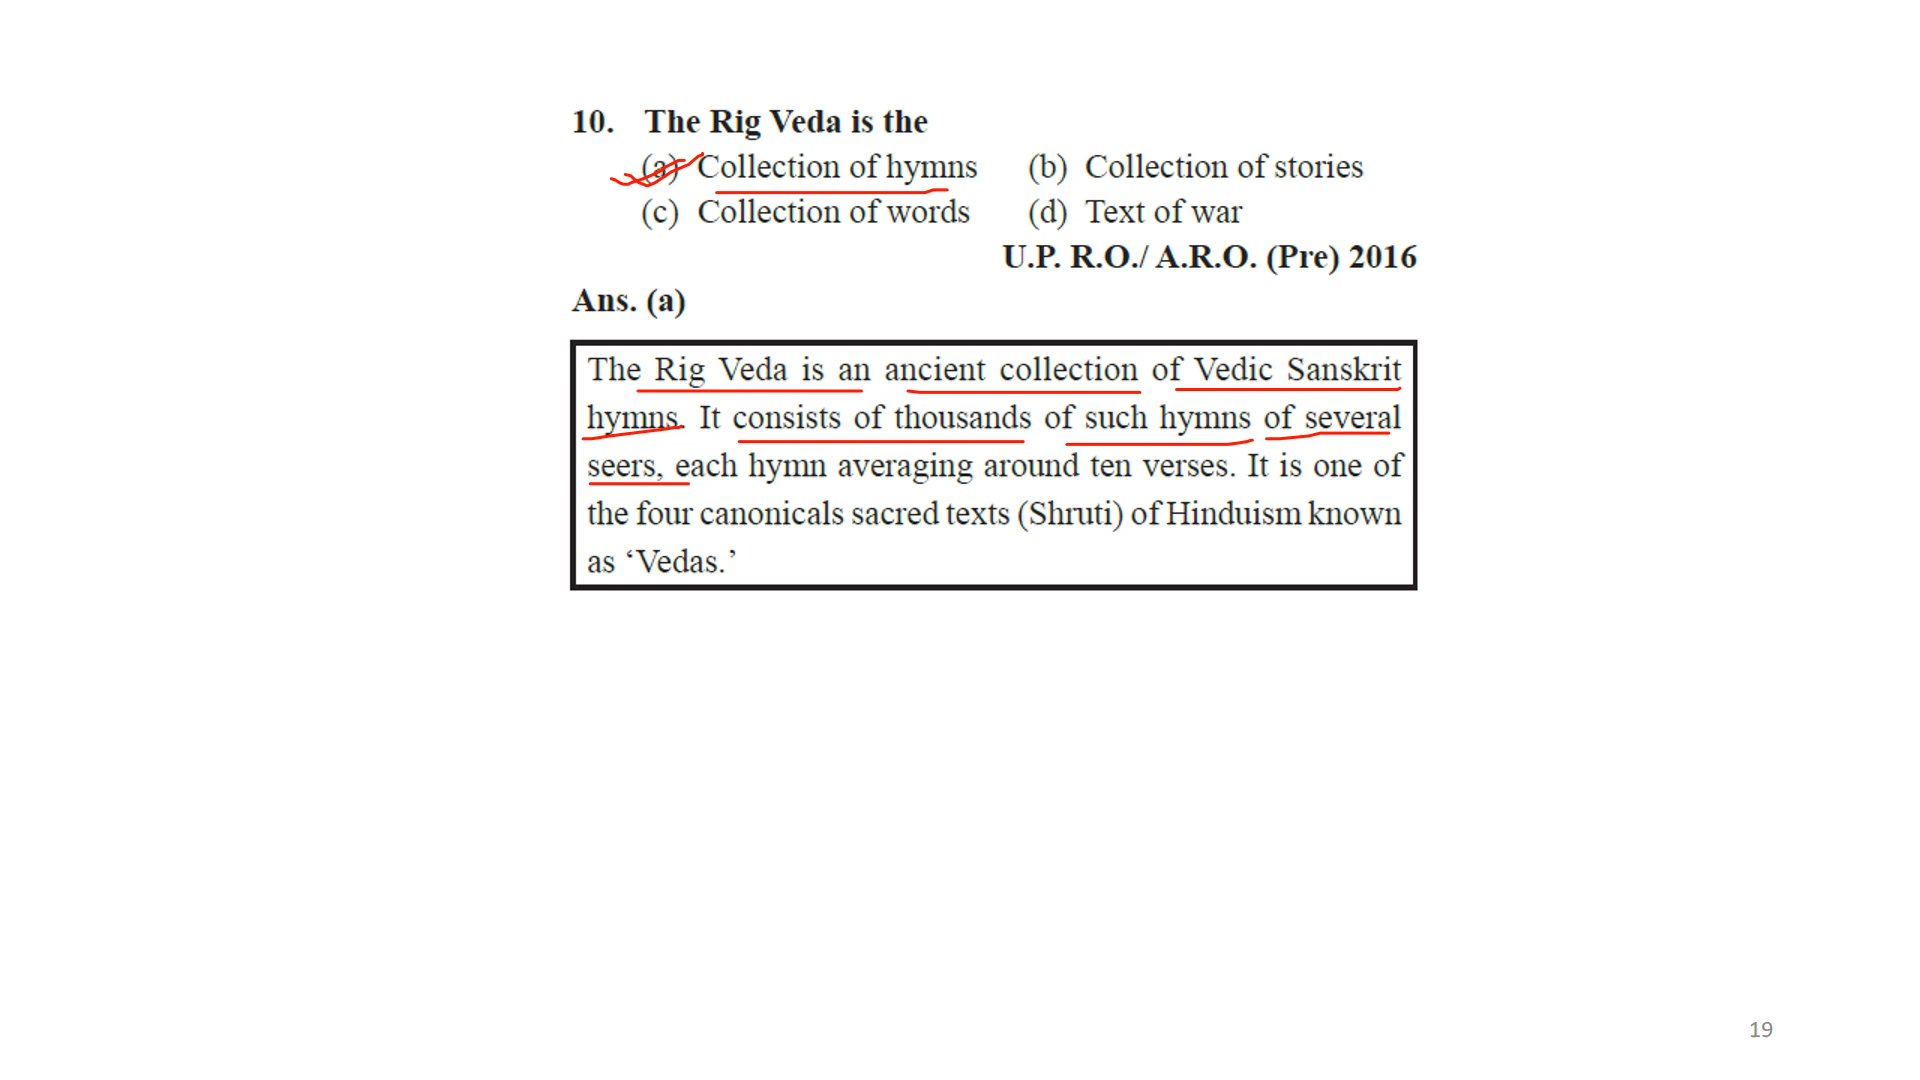 10. The Rig Veda is the
(a) Collection of hymns (b) Collection of stories
(c) Collection of words (d) Text of war
U.P. R.O./ A.R.O. (Pre) 2016
Ans. (a)
The Rig Veda is an ancient collection of Vedic Sanskrit
hymns. It consists of thousands of such hymns of several
seers, each hymn averaging around ten verses. It is one of
the four canonicals sacred texts (Shruti) of Hinduism known
as ‘Vedas.’
19